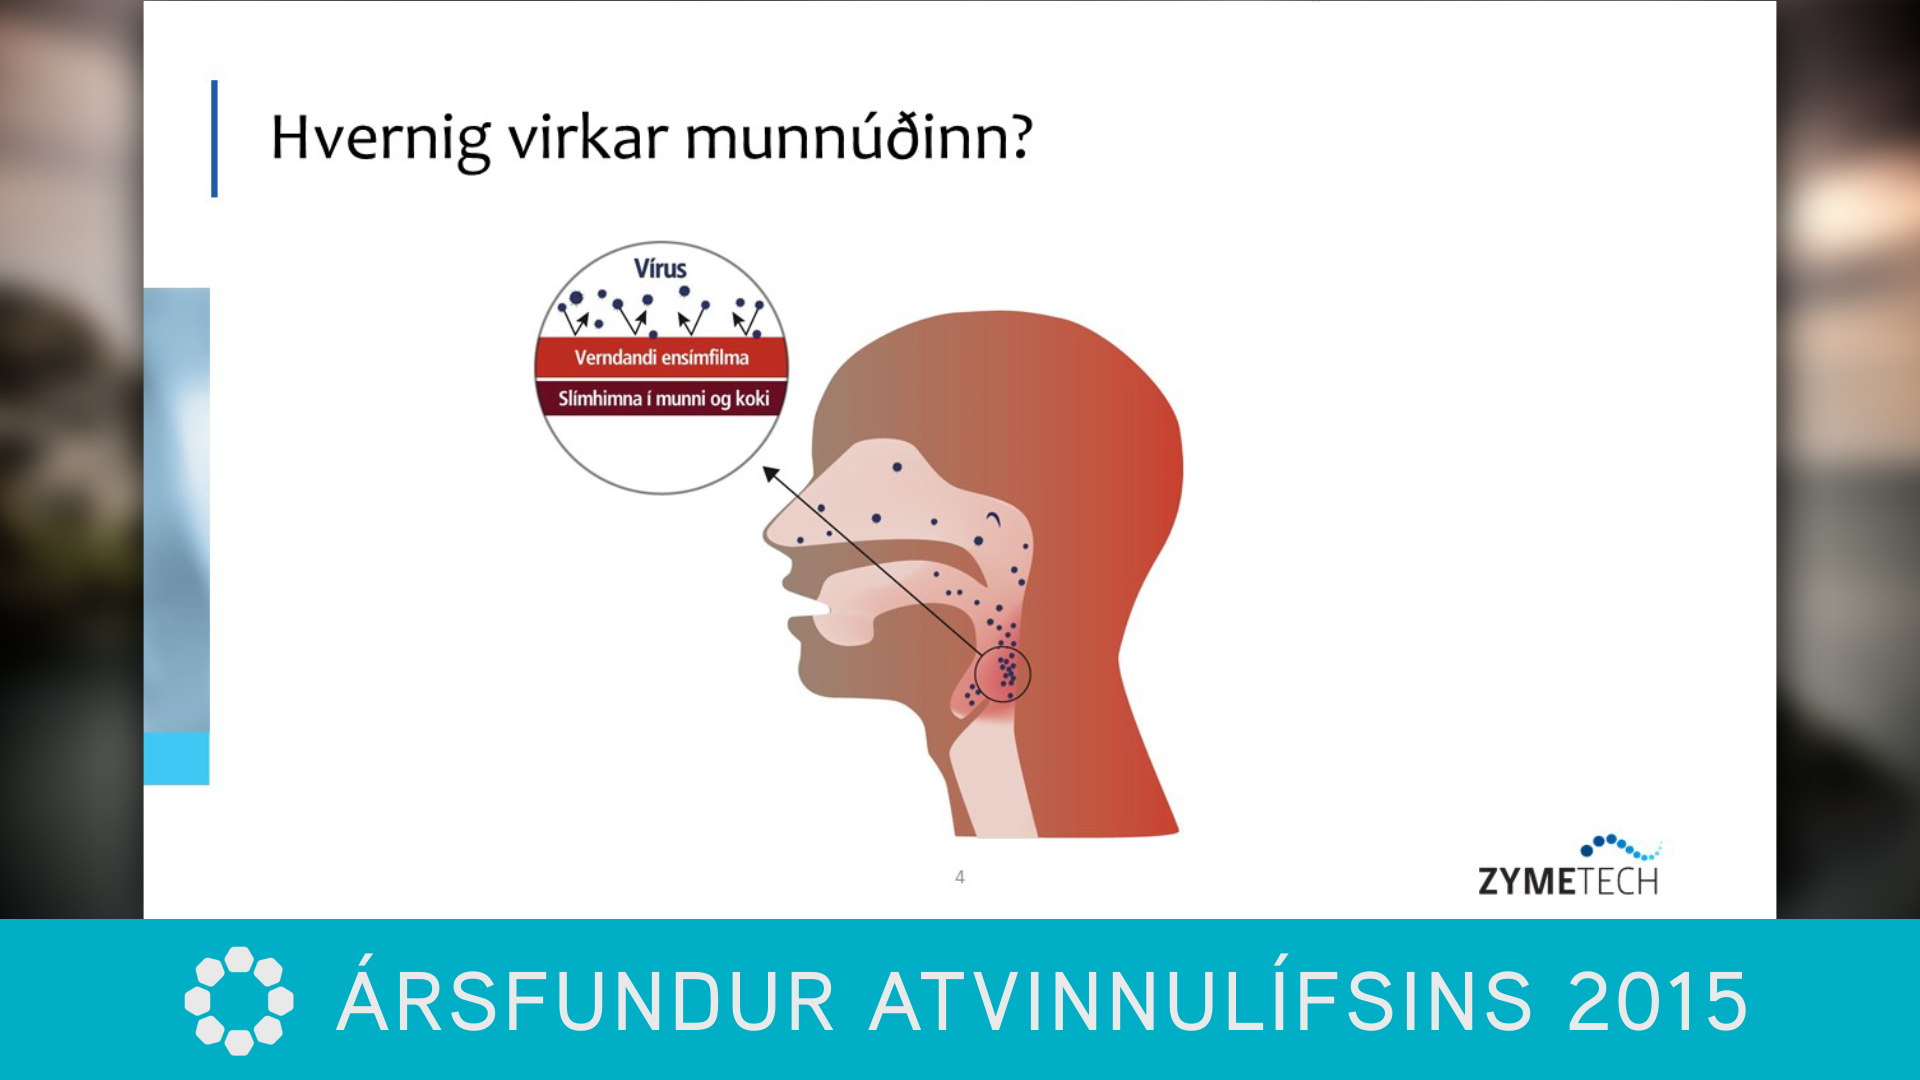 Hvernig virkar munnúðinn?
Vírus
Verndandi ensímfilma
Slímhimna í munni og koki
4
ZYMETECH
ÁRSFUNDUR ATVINNULÍFSINS 2015